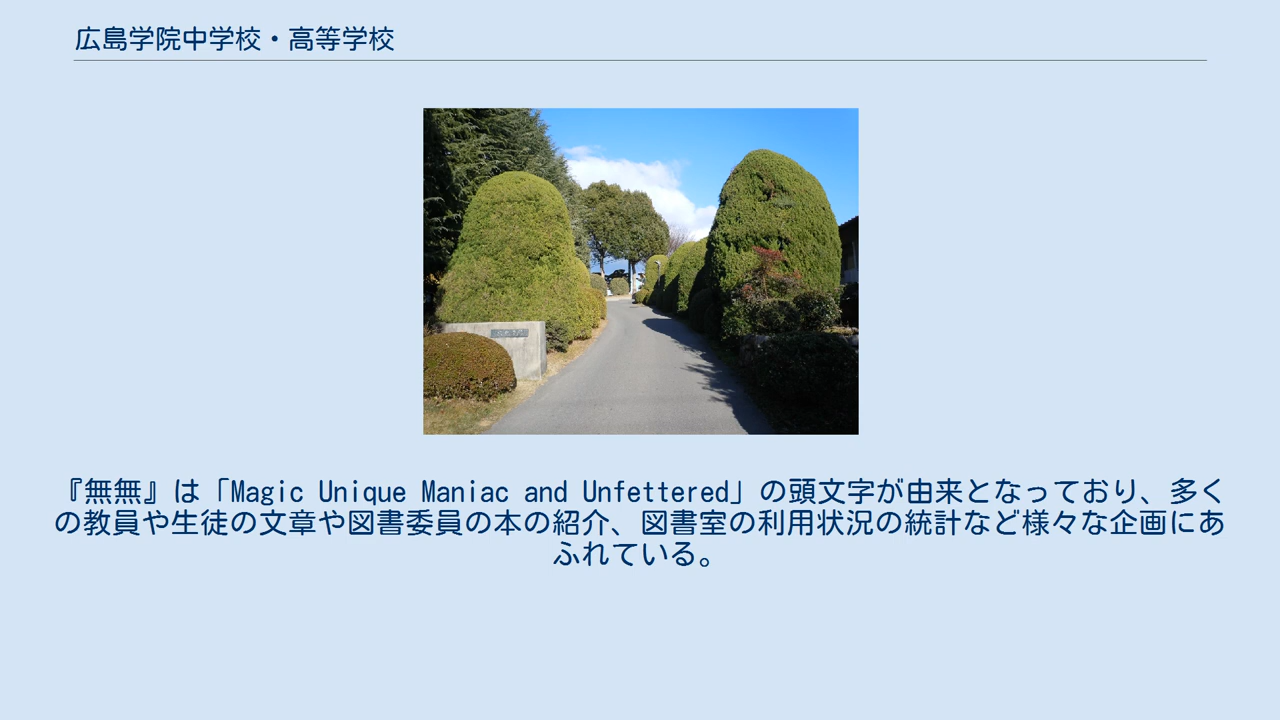 広島学院中学校・高等学校
『無無』は「Magic Unique Maniac and Unfettered」の頭文字が由来となっており、多く
の教員や生徒の文章や図書委員の本の紹介、図書室の利用状況の統計など様々な企画にあ
ふれている。